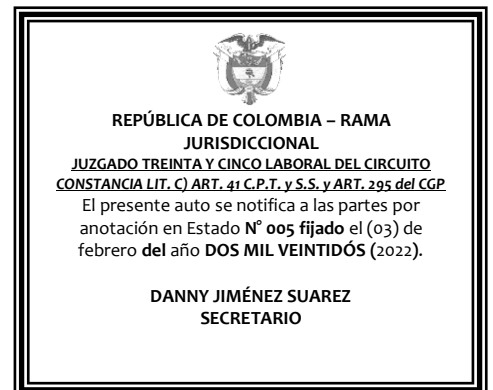 REPÚBLICA DE COLOMBIA – RAMA
JURISDICCIONAL
JUZGADO TREINTA Y CINCO LABORAL DEL CIRCUITO
CONSTANCIA LIT. C) ART. 41 C.P.T. y S.S. y ART. 295 del CGP
El presente auto se notifica a las partes por
anotación en Estado N° 005 fijado el (03) de
febrero del año DOS MIL VEINTIDÓS (2022).
DANNY JIMÉNEZ SUAREZ
SECRETARIO